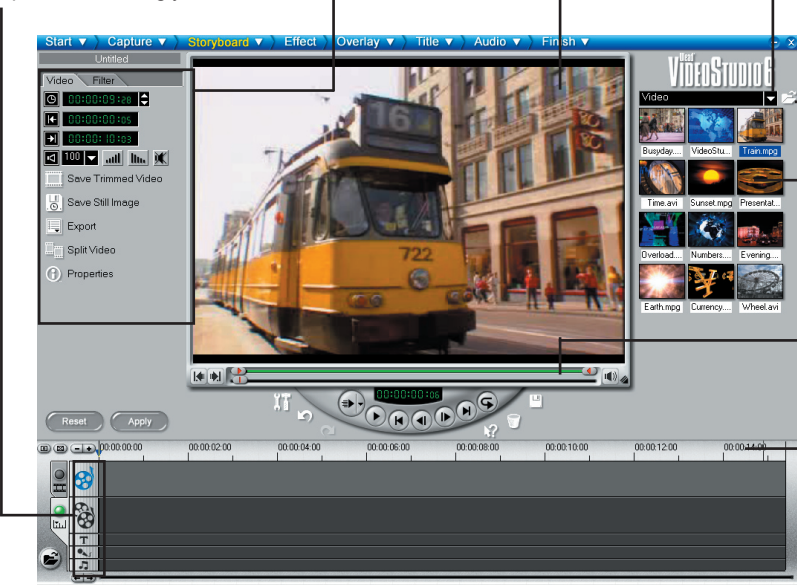 Start ▼ Capture ▼ Storyboard ▼ Effect Overlay ▼ Title ▼ Audio ▼ Finish ▼
Untitled
Ulead
VIDEOSTUDIO 6
Video Filter
00:00:09:28
00:00:00:05
00:00:10:03
100
Save Trimmed Video
Save Still Image
Export
Split Video
Properties
16
722
Video
Busyday.... VideoStu... Train.mpg
Time.avi Sunset.mpg Presentat...
Overload.... Numbers.... Evening....
Earth.mpg Currency.... Wheel.avi
00:00:00:06
Reset Apply
00:00:00:00 00:00:02:00 00:00:04:00 00:00:06:00 00:00:08:00 00:00:10:00 00:00:12:00 00:00:14:00
T